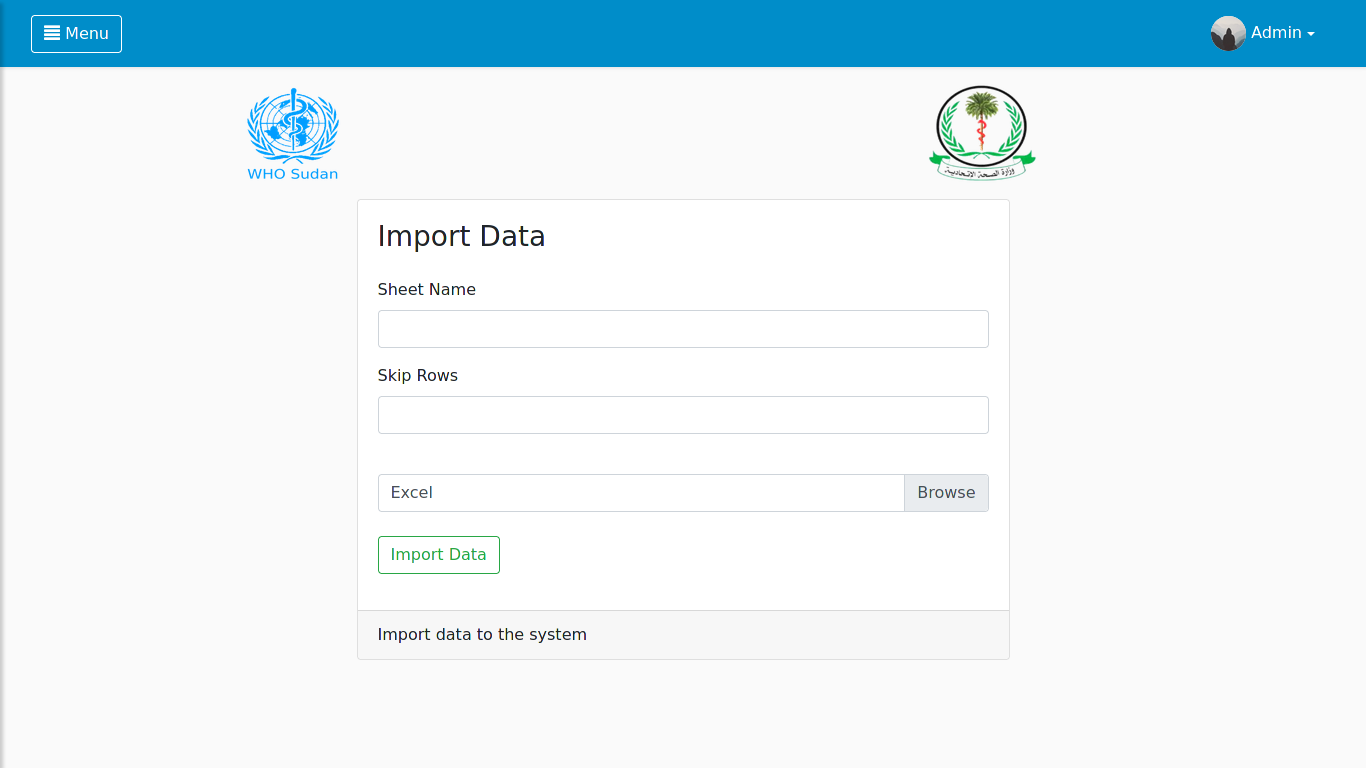 Menu
Admin
WHO Sudan
وزارة الصحة الاتحادية
Import Data
Sheet Name
Skip Rows
Excel
Browse
Import Data
Import data to the system